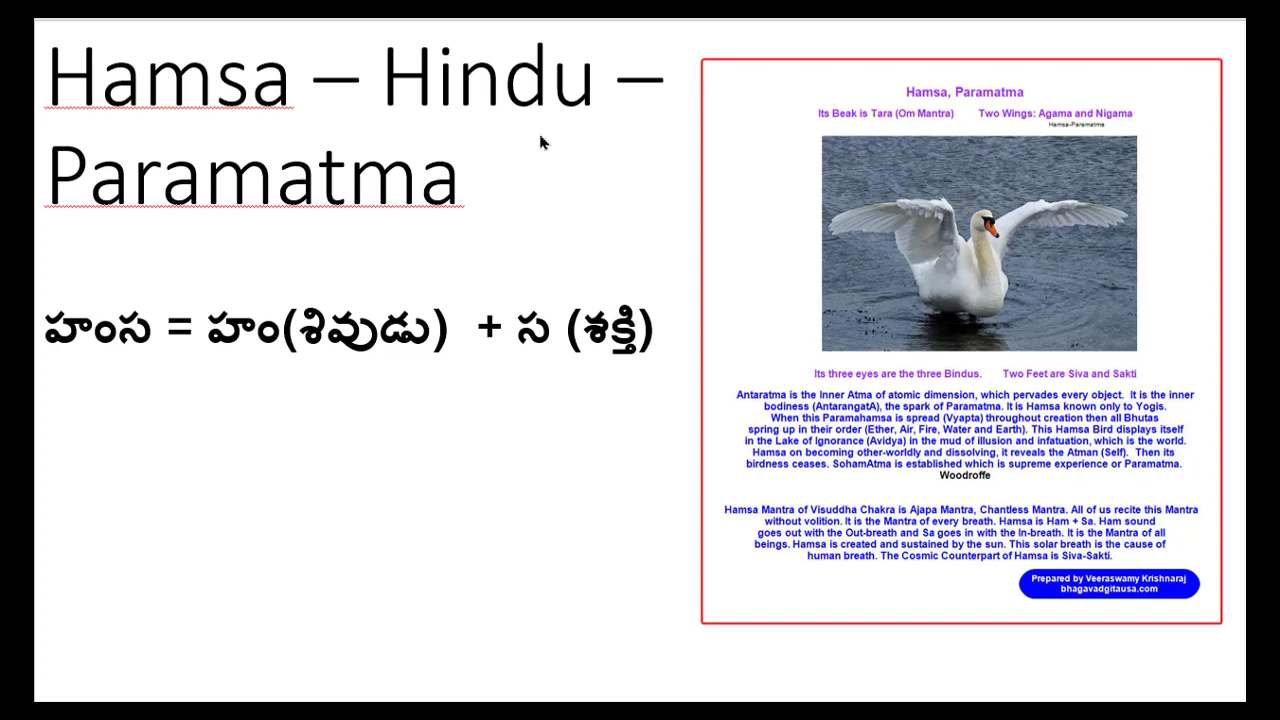 Hamsa – Hindu –
Paramatma
హంస = హం(శివుడు) + స (శక్తి)
Hamsa, Paramatma
Its Beak is Tara (Om Mantra) Two Wings: Agama and Nigama
Hamsa-Paramatma
Its three eyes are the three Bindus. Two Feet are Siva and Sakti
Antaratma is the Inner Atma of atomic dimension, which pervades every object. It is the inner
bodiness (AntarangatA), the spark of Paramatma. It is Hamsa known only to Yogis.
When this Paramahamsa is spread (Vyapta) throughout creation then all Bhutas
spring up in their order (Ether, Air, Fire, Water and Earth). This Hamsa Bird displays itself
in the Lake of Ignorance (Avidya) in the mud of illusion and infatuation, which is the world.
Hamsa on becoming other-worldly and dissolving, it reveals the Atman (Self). Then its
birdness ceases. SohamAtma is established which is supreme experience or Paramatma.
Woodroffe
Hamsa Mantra of Visuddha Chakra is Ajapa Mantra, Chantless Mantra. All of us recite this Mantra
without volition. It is the Mantra of every breath. Hamsa is Ham + Sa. Ham sound
goes out with the Out-breath and Sa goes in with the In-breath. It is the Mantra of all
beings. Hamsa is created and sustained by the sun. This solar breath is the cause of
human breath. The Cosmic Counterpart of Hamsa is Siva-Sakti.
Prepared by Veeraswamy Krishnaraj
bhagavadgitausa.com